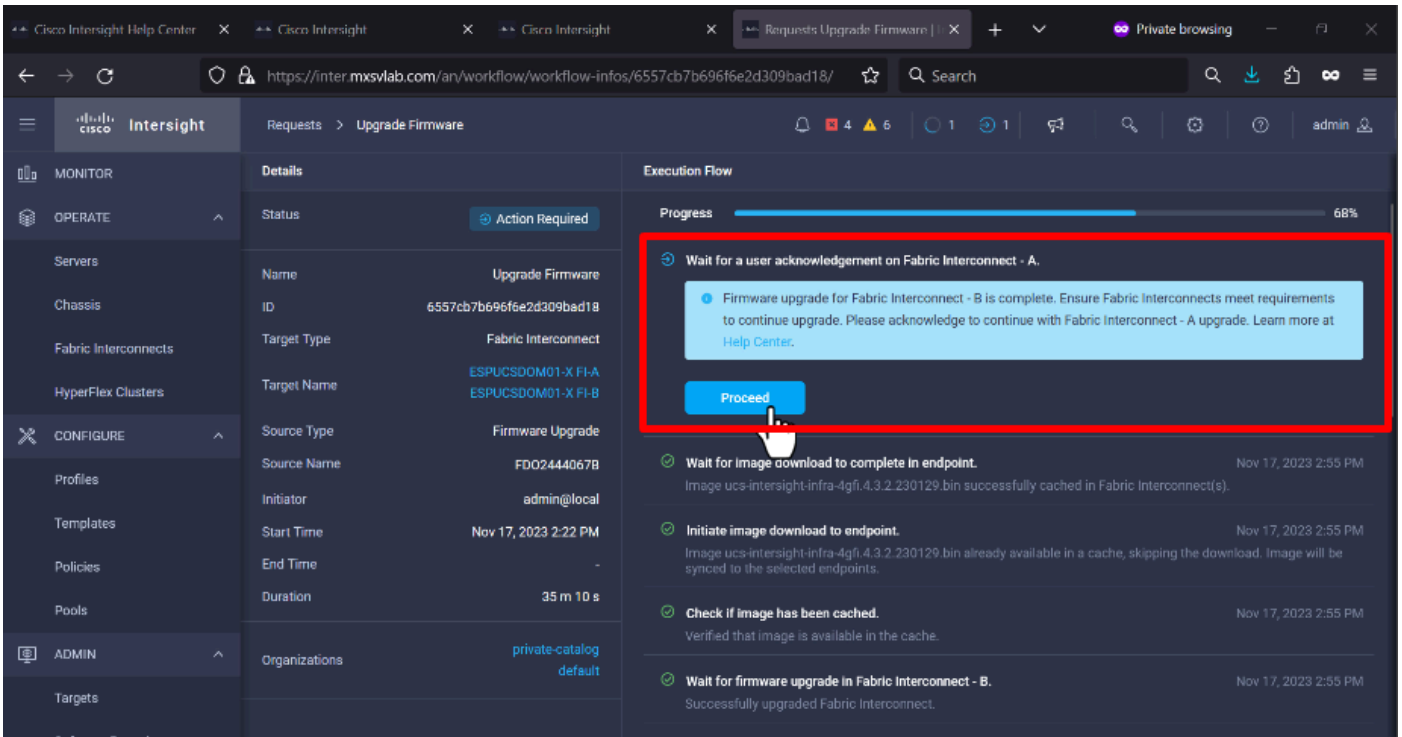 Cisco Intersight Help Center
Cisco Intersight
Cisco Intersight
Requests Upgrade Firmware |
Private browsing
https://inter.mxsvlab.com/an/workflow/workflow-infos/6557cb7b696f6e2d309bad18/
Search
cisco Intersight
Requests > Upgrade Firmware
4 6 1 1
admin
MONITOR
OPERATE
Servers
Chassis
Fabric Interconnects
HyperFlex Clusters
CONFIGURE
Profiles
Templates
Policies
Pools
ADMIN
Targets
Details
Status Action Required
Name Upgrade Firmware
ID 6557cb7b696f6e2d309bad18
Target Type Fabric Interconnect
Target Name ESPUCSDOM01-X FI-A
ESPUCSDOM01-X FI-B
Source Type Firmware Upgrade
Source Name FDO2444067B
Initiator admin@local
Start Time Nov 17, 2023 2:22 PM
End Time -
Duration 35 m 10 s
Organizations private-catalog
default
Execution Flow
Progress 68%
Wait for a user acknowledgement on Fabric Interconnect - A.
Firmware upgrade for Fabric Interconnect - B is complete. Ensure Fabric Interconnects meet requirements
to continue upgrade. Please acknowledge to continue with Fabric Interconnect - A upgrade. Learn more at
Help Center.
Proceed
Wait for image download to complete in endpoint. Nov 17, 2023 2:55 PM
Image ucs-intersight-infra-4gfi.4.3.2.230129.bin successfully cached in Fabric Interconnect(s).
Initiate image download to endpoint. Nov 17, 2023 2:55 PM
Image ucs-intersight-infra-4gfi.4.3.2.230129.bin already available in a cache, skipping the download. Image will be
synced to the selected endpoints.
Check if image has been cached. Nov 17, 2023 2:55 PM
Verified that image is available in the cache.
Wait for firmware upgrade in Fabric Interconnect - B. Nov 17, 2023 2:55 PM
Successfully upgraded Fabric Interconnect.